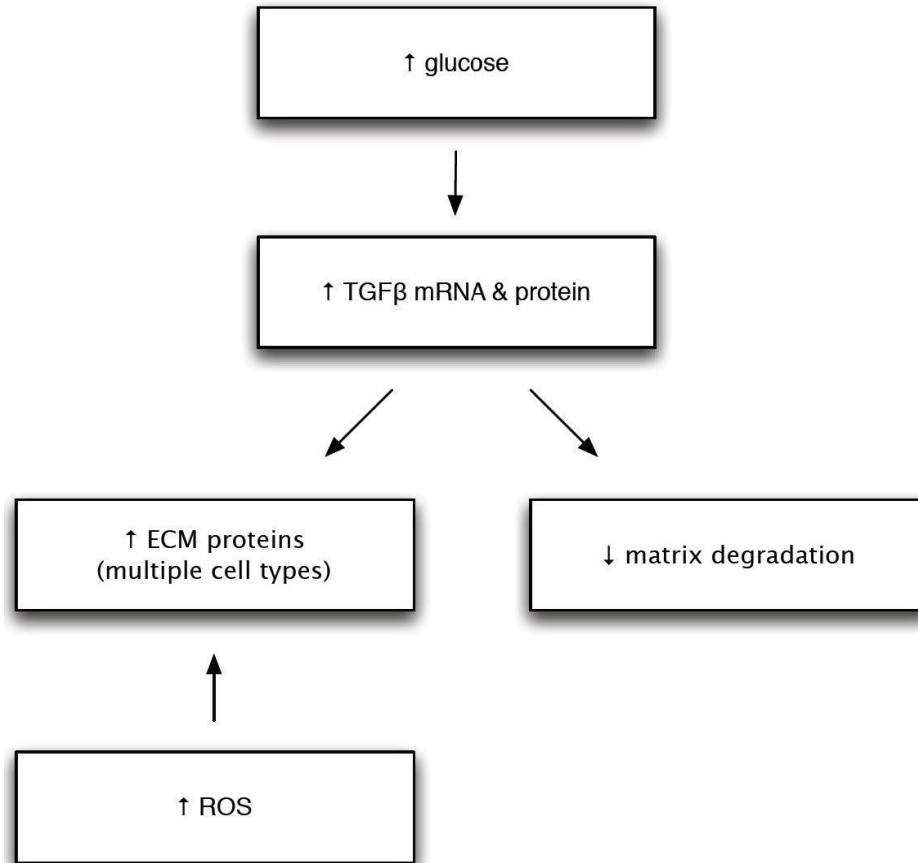 ↑ glucose
↑ TGFβ mRNA & protein
↑ ECM proteins
(multiple cell types)
↓ matrix degradation
↑ ROS